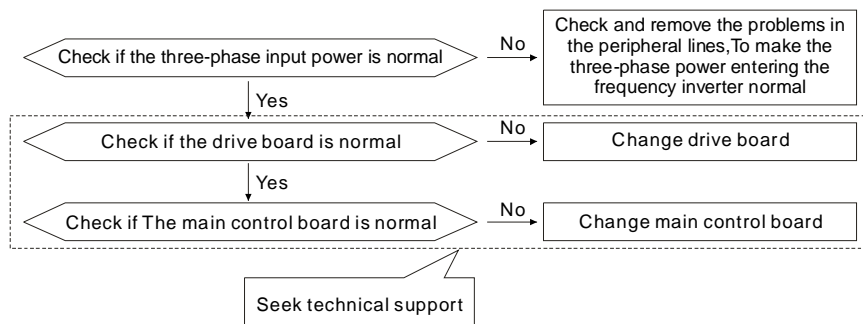 Check if the three-phase input power is normal
No
Check and remove the problems in
the peripheral lines,To make the
three-phase power entering the
frequency inverter normal
Yes
Check if the drive board is normal
No
Change drive board
Yes
Check if The main control board is normal
No
Change main control board
Seek technical support